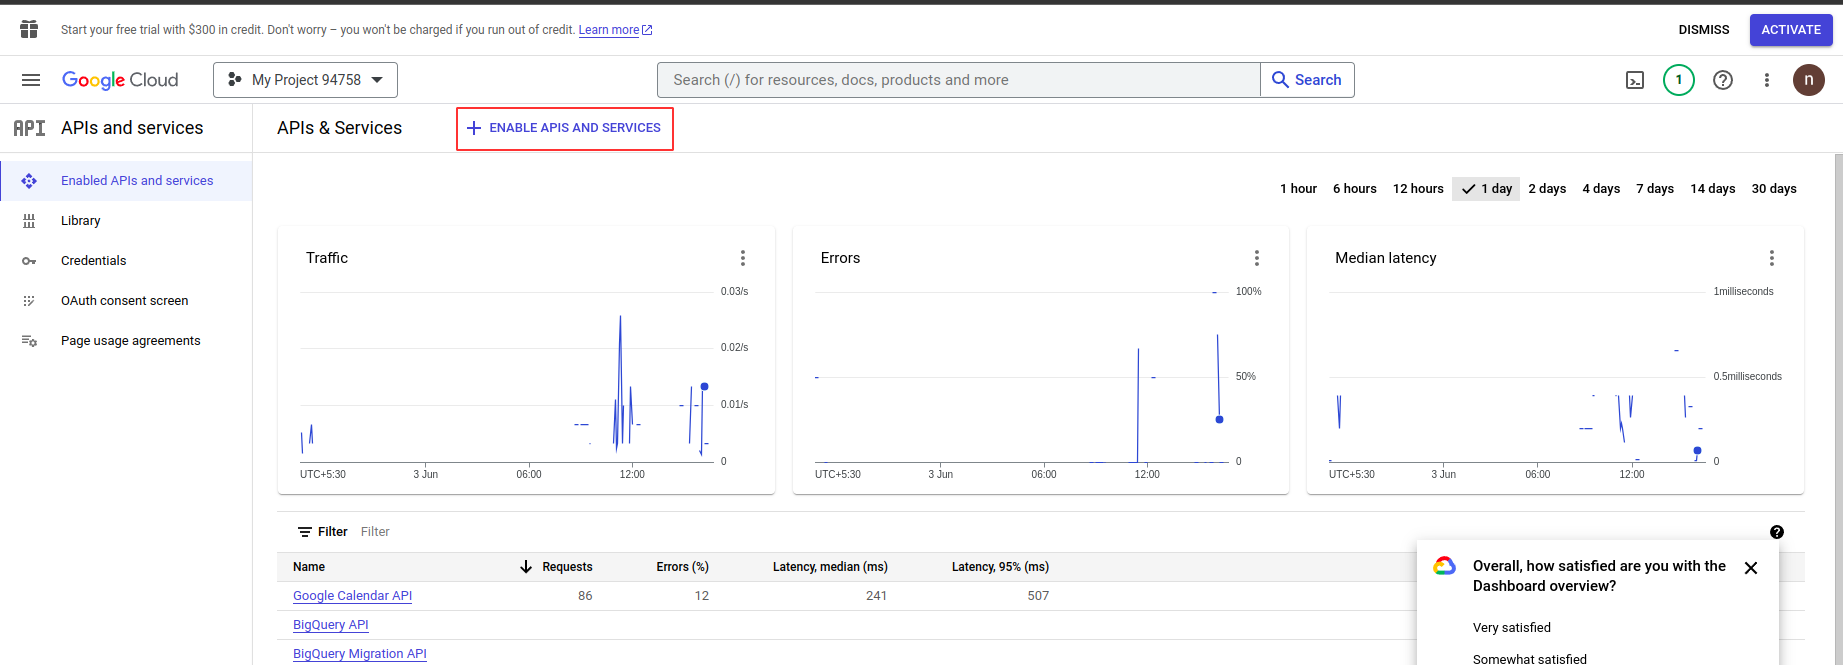 Start your free trial with $300 in credit. Don't worry – you won't be charged if you run out of credit. Learn more
DISMISS
ACTIVATE
Google Cloud
My Project 94758
Search (/) for resources, docs, products and more
Search
1
n
API
APIs and services
APIs & Services
ENABLE APIS AND SERVICES
Enabled APIs and services
Library
Credentials
OAuth consent screen
Page usage agreements
1 hour 6 hours 12 hours 1 day 2 days 4 days 7 days 14 days 30 days
Traffic
0.03/s
0.02/s
0.01/s
0
UTC+5:30 3 Jun 06:00 12:00
Errors
100%
50%
0
UTC+5:30 3 Jun 06:00 12:00
Median latency
1milliseconds
0.5milliseconds
0
UTC+5:30 3 Jun 06:00 12:00
Filter Filter
?
Name Requests Errors (%) Latency, median (ms) Latency, 95% (ms)
Google Calendar API 86 12 241 507
BigQuery API
BigQuery Migration API
Overall, how satisfied are you with the
Dashboard overview?
Very satisfied
Somewhat satisfied